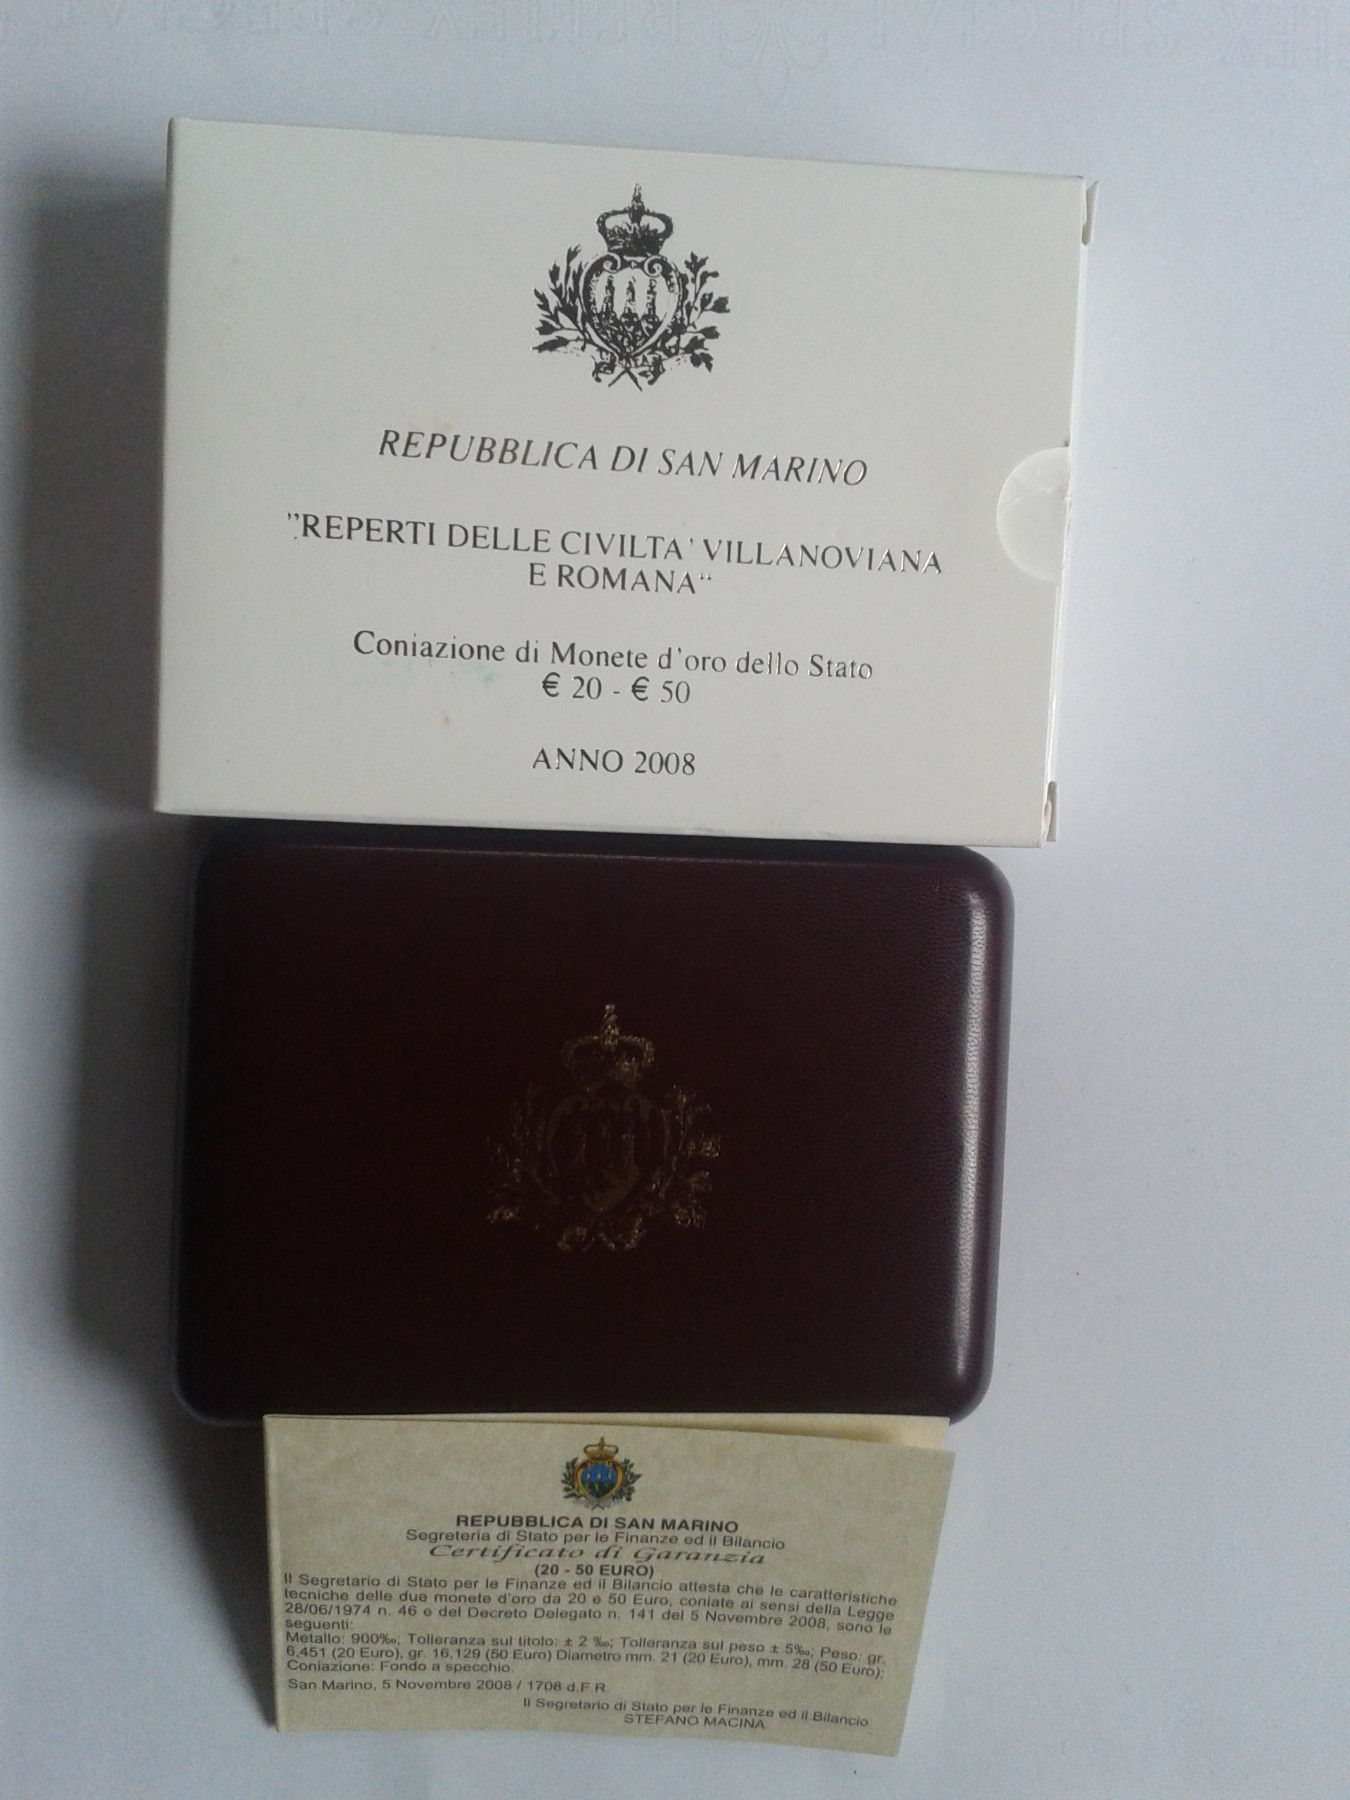 REPUBBLICA DI SAN MARINO
"REPERTI DELLE CIVILTA' VILLANOVIANA
E ROMANA"
Coniazione di Monete d'oro dello Stato
€ 20 - € 50
ANNO 2008
REPUBBLICA DI SAN MARINO
Segreteria di Stato per le Finanze ed il Bilancio
Certificato di Garanzia
(20 - 50 EURO)
Il Segretario di Stato per le Finanze ed il Bilancio attesta che le caratteristiche
tecniche delle due monete d'oro da 20 e 50 Euro, coniate ai sensi della Legge
28/06/1974 n. 46 e del Decreto Delegato n. 141 del 5 Novembre 2008, sono le
seguenti:
Metallo: 900‰; Tolleranza sul titolo: ± 2 ‰; Tolleranza sul peso ± 5‰; Peso: gr.
6,451 (20 Euro), gr. 16,129 (50 Euro) Diametro mm. 21 (20 Euro), mm. 28 (50 Euro);
Coniazione: Fondo a specchio.
San Marino, 5 Novembre 2008 / 1708 d.F.R.
Il Segretario di Stato per le Finanze ed il Bilancio
STEFANO MACINA